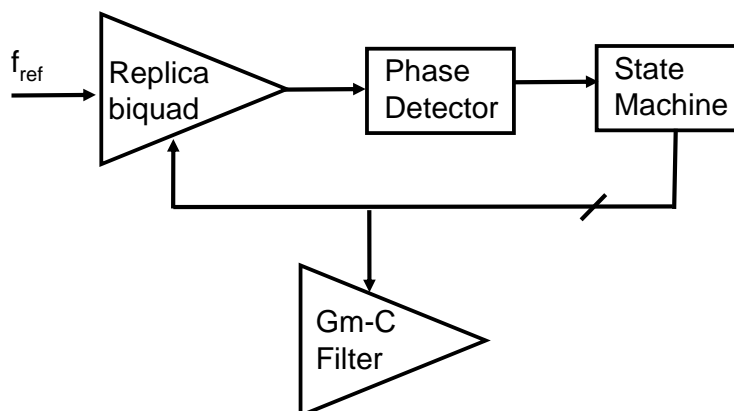 f_ref
Replica
biquad
Phase
Detector
State
Machine
Gm-C
Filter